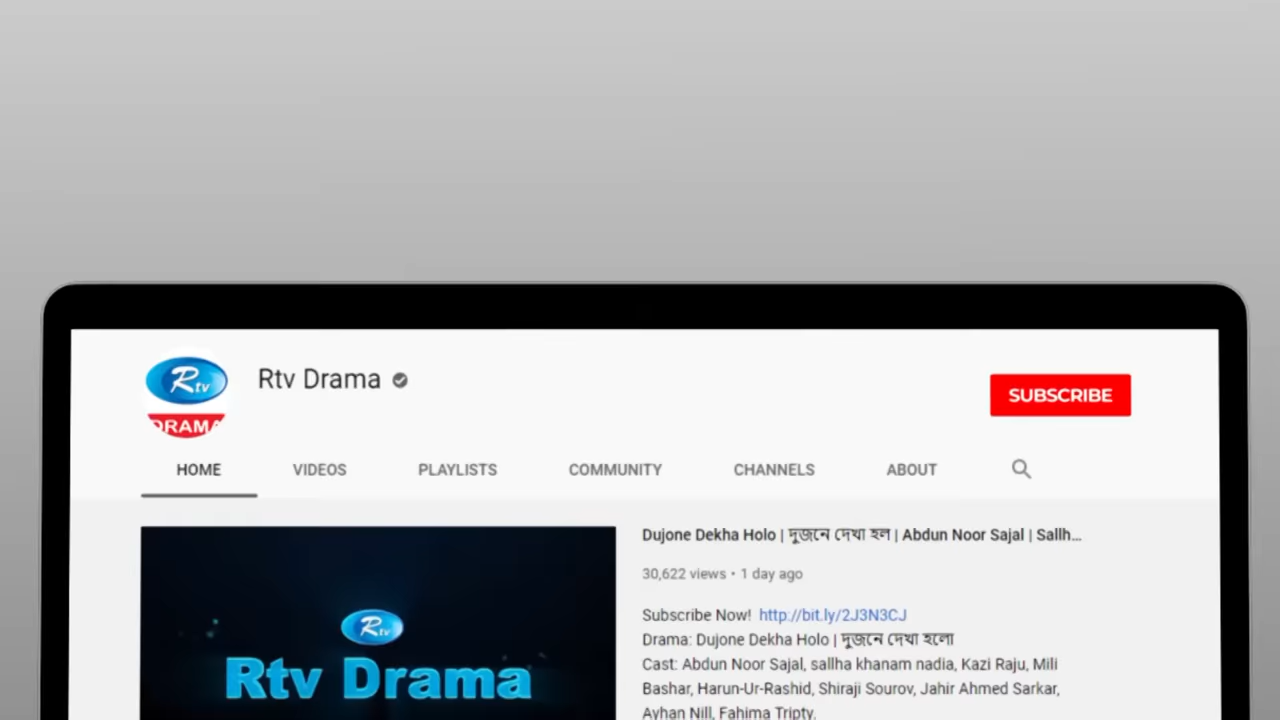 Rtv
DRAMA
Rtv Drama
SUBSCRIBE
HOME VIDEOS PLAYLISTS COMMUNITY CHANNELS ABOUT
Dujone Dekha Holo | দুজনে দেখা হল | Abdun Noor Sajal | Sallh...
30,622 views • 1 day ago
Subscribe Now! http://bit.ly/2J3N3CJ
Drama: Dujone Dekha Holo | দুজনে দেখা হলো
Cast: Abdun Noor Sajal, sallha khanam nadia, Kazi Raju, Mili
Bashar, Harun-Ur-Rashid, Shiraji Sourov, Jahir Ahmed Sarkar,
Ayhan Nill, Fahima Tripty.
Rtv
Rtv Drama